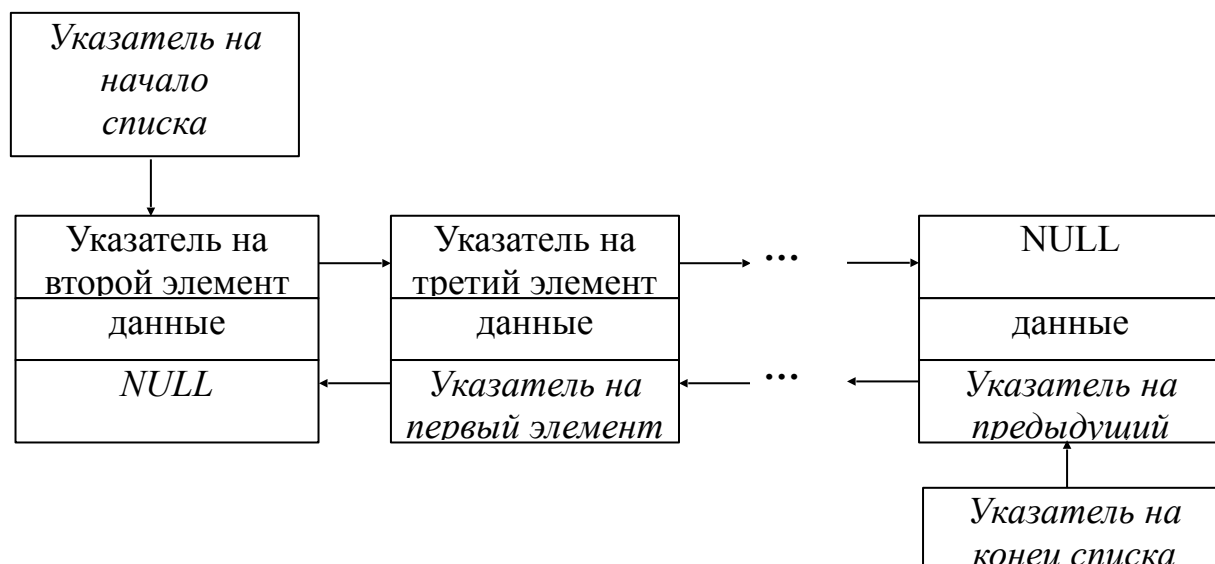 Указатель на
начало
списка
Указатель на
второй элемент
данные
NULL
Указатель на
третий элемент
данные
Указатель на
первый элемент
...
...
NULL
данные
Указатель на
предыдущий
Указатель на
конец списка